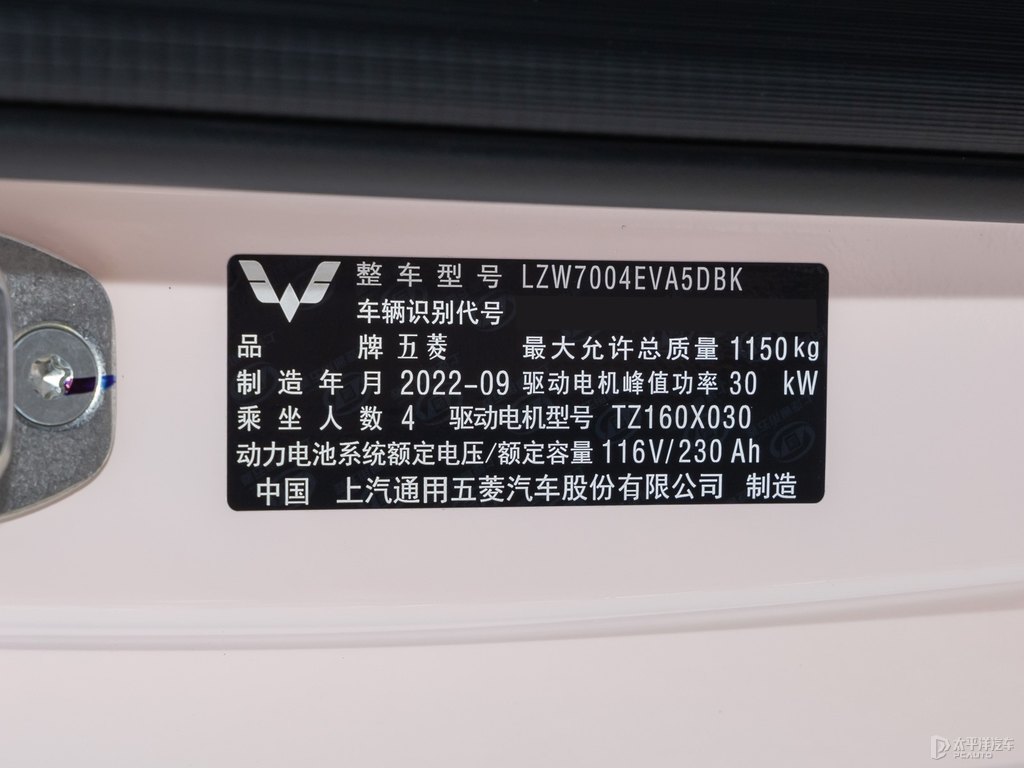 整车型号 LZW7004EVA5DBK
车辆识别代号
品牌 五菱 最大允许总质量 1150kg
制造年月 2022-09 驱动电机峰值功率 30 kW
乘坐人数 4 驱动电机型号 TZ160X030
动力电池系统额定电压/额定容量 116V/230 Ah
中国 上汽通用五菱汽车股份有限公司 制造
太平洋汽车
PCAUTO